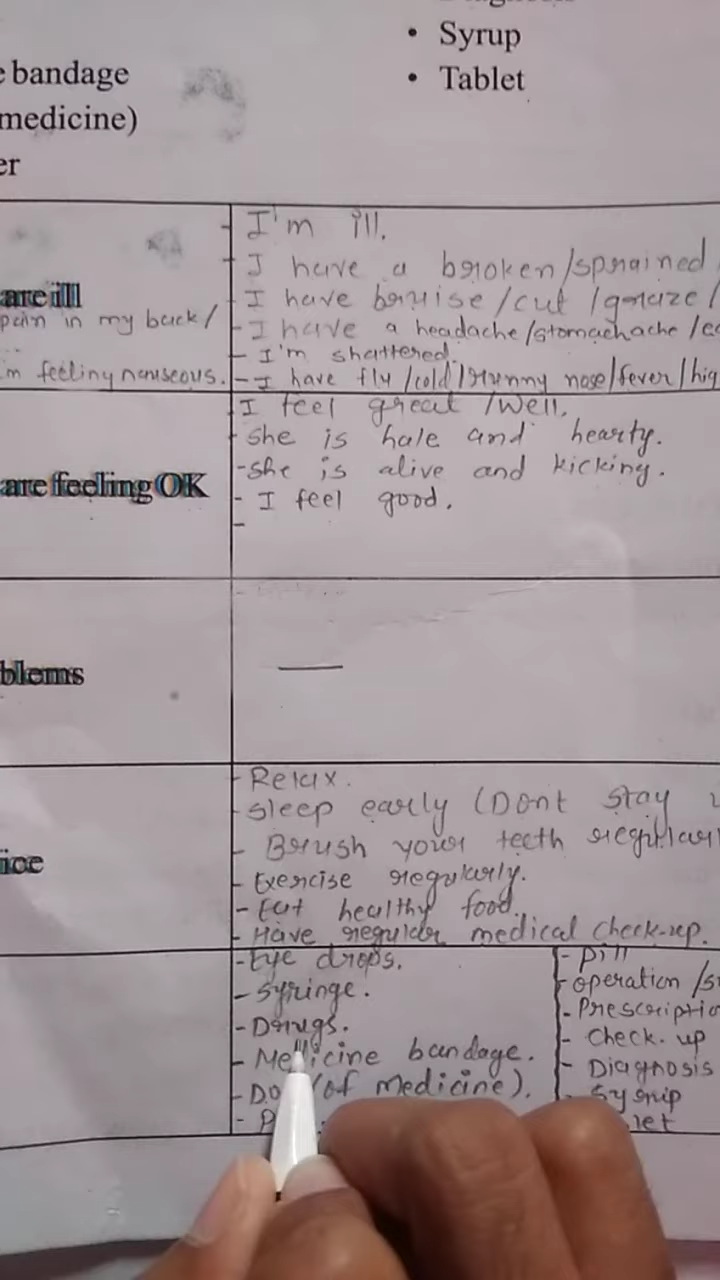 • Syrup
bandage
• Tablet
medicine)
er
- I'm ill.
- I have a broken/sprained
are ill
- I have bruise/cut/graze/
pain in my back/
- I have a headache/stomachache/
- I'm shattered.
m feeling nauseous.
- I have flu/cold/runny nose/fever/hig
I feel great/well.
- she is hale and hearty.
- she is alive and kicking.
are feeling OK
- I feel good.
-
blems
—
- Relax.
- sleep early (Dont stay
- Brush your teeth regular
ice
- Exercise regularly.
- Eat healthy food.
- Have regular medical check-up.
- Eye drops.
- Pill
- Syringe.
- operation/s
- Drugs.
- Prescriptio
- Medicine bandage.
- Check. up
- Diagnosis
- Do (of medicine).
- Syrup
- P
let